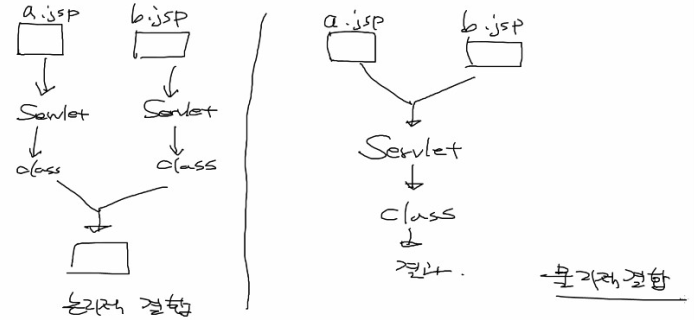 a.jsp
b.jsp
Servlet
Servlet
class
class
논리적 결합
a.jsp
b.jsp
Servlet
class
결과.
물리적결합